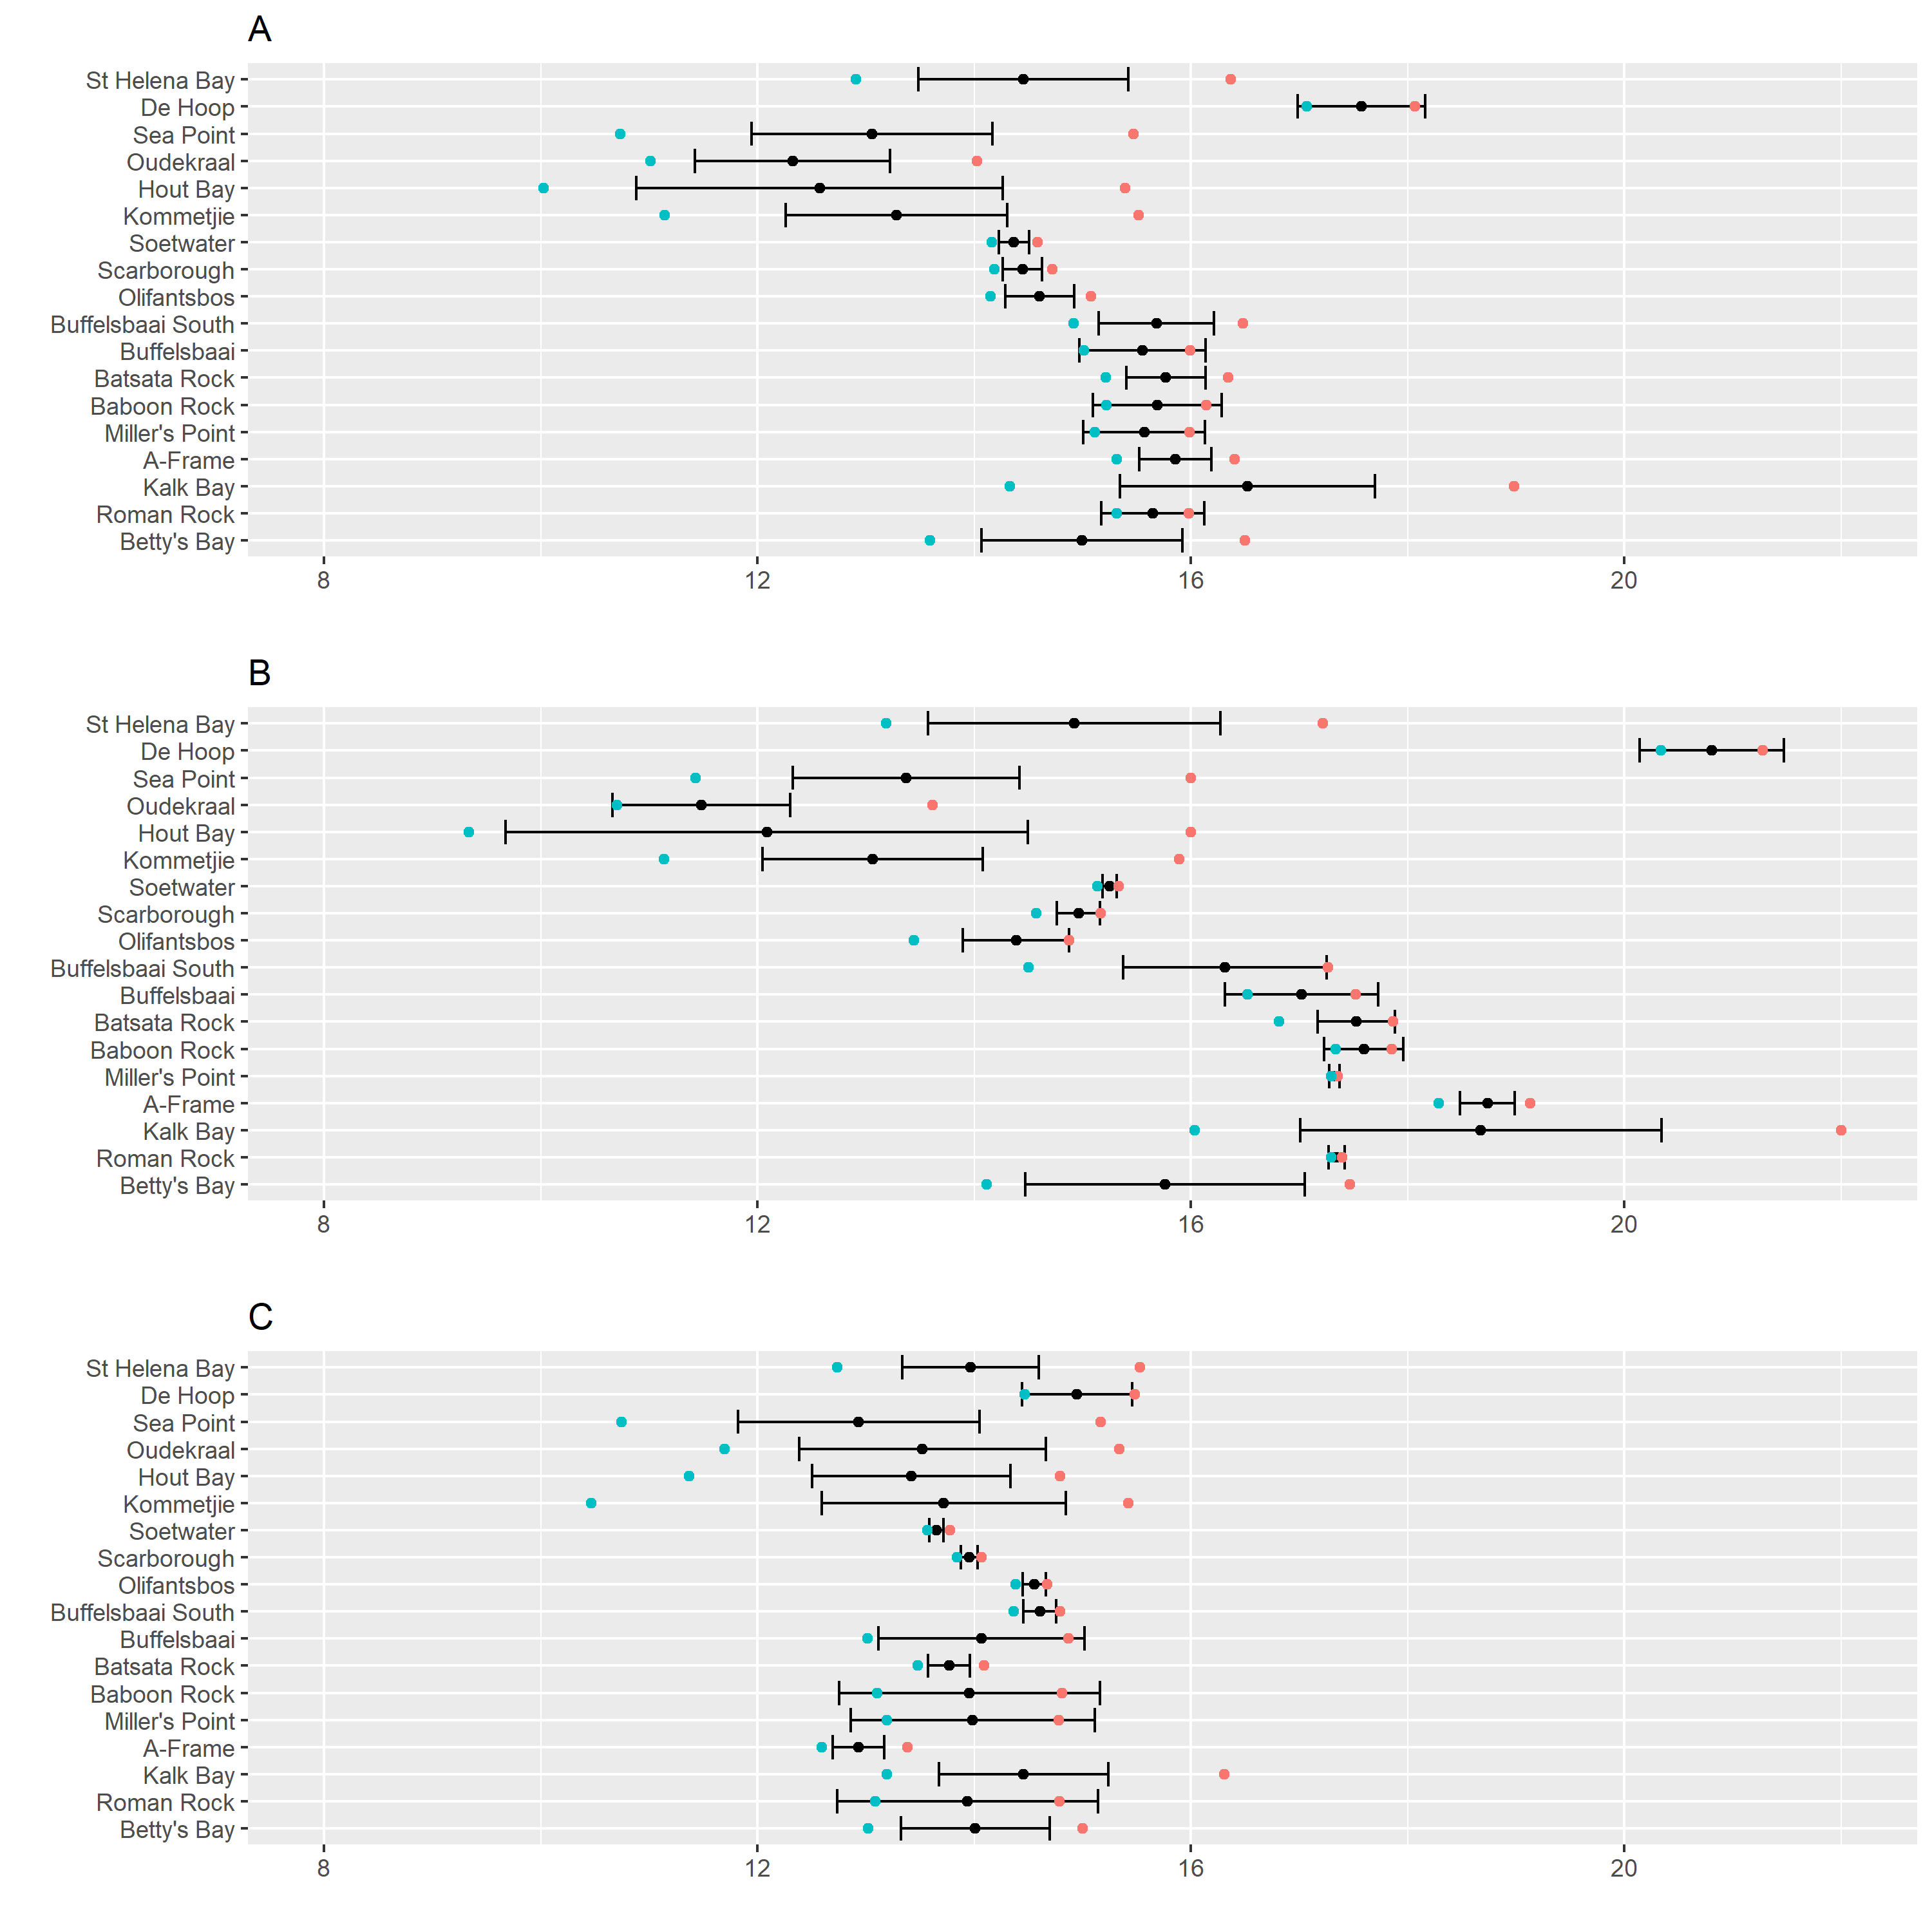 A
St Helena Bay
De Hoop
Sea Point
Oudekraal
Hout Bay
Kommetjie
Soetwater
Scarborough
Olifantsbos
Buffelsbaai South
Buffelsbaai
Batsata Rock
Baboon Rock
Miller's Point
A-Frame
Kalk Bay
Roman Rock
Betty's Bay
8 12 16 20
B
St Helena Bay
De Hoop
Sea Point
Oudekraal
Hout Bay
Kommetjie
Soetwater
Scarborough
Olifantsbos
Buffelsbaai South
Buffelsbaai
Batsata Rock
Baboon Rock
Miller's Point
A-Frame
Kalk Bay
Roman Rock
Betty's Bay
8 12 16 20
C
St Helena Bay
De Hoop
Sea Point
Oudekraal
Hout Bay
Kommetjie
Soetwater
Scarborough
Olifantsbos
Buffelsbaai South
Buffelsbaai
Batsata Rock
Baboon Rock
Miller's Point
A-Frame
Kalk Bay
Roman Rock
Betty's Bay
8 12 16 20